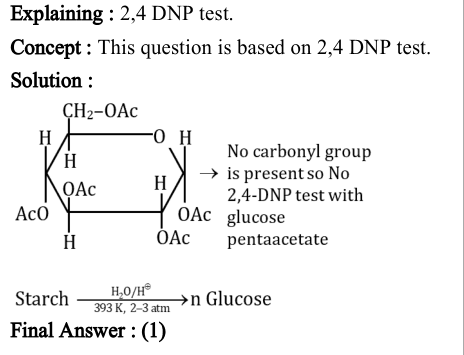 Explaining : 2,4 DNP test.
Concept : This question is based on 2,4 DNP test.
Solution :
CH₂–OAc
H O H
H
No carbonyl group
→ is present so No
OAc H 2,4-DNP test with
AcO OAc glucose
H OAc pentaacetate
Starch H₂O/H⊕ → n Glucose
393 K, 2–3 atm
Final Answer : (1)